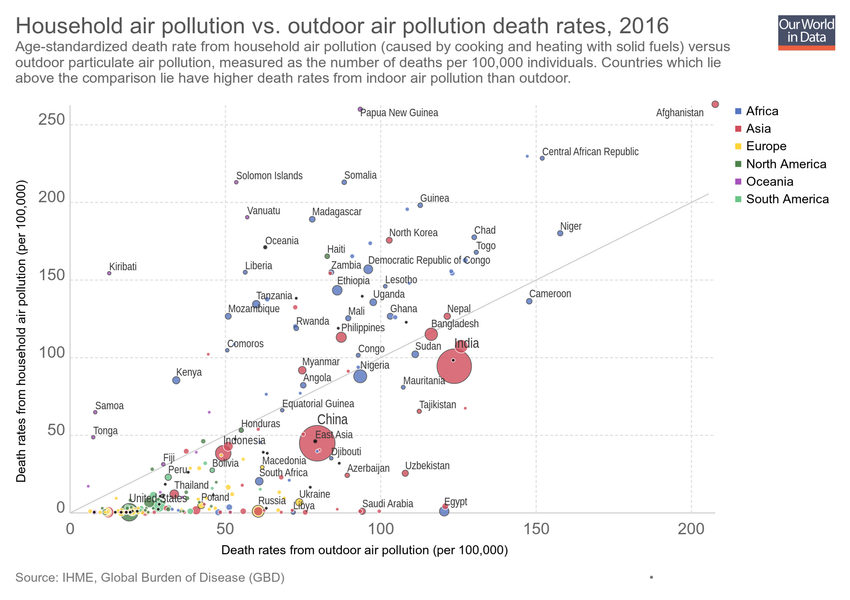 Household air pollution vs. outdoor air pollution death rates, 2016
Our World
in Data
Age-standardized death rate from household air pollution (caused by cooking and heating with solid fuels) versus
outdoor particulate air pollution, measured as the number of deaths per 100,000 individuals. Countries which lie
above the comparison lie have higher death rates from indoor air pollution than outdoor.
Death rates from household air pollution (per 100,000)
250
200
150
100
50
0
Papua New Guinea
Afghanistan
Central African Republic
Solomon Islands
Somalia
Guinea
Vanuatu
Madagascar
Niger
Chad
North Korea
Oceania
Togo
Haiti
Democratic Republic of Congo
Kiribati
Liberia
Zambia
Ethiopia
Lesotho
Tanzania
Uganda
Cameroon
Mozambique
Mali
Ghana
Nepal
Rwanda
Philippines
Bangladesh
Comoros
Congo
Sudan
India
Myanmar
Nigeria
Kenya
Angola
Mauritania
Samoa
Equatorial Guinea
Tajikistan
Tonga
Honduras
China
East Asia
Indonesia
Djibouti
Fiji
Bolivia
Macedonia
Peru
South Africa
Azerbaijan
Uzbekistan
Thailand
United States
Poland
Russia
Ukraine
Libya
Saudi Arabia
Egypt
0
50
100
150
200
Death rates from outdoor air pollution (per 100,000)
Africa
Asia
Europe
North America
Oceania
South America
Source: IHME, Global Burden of Disease (GBD)